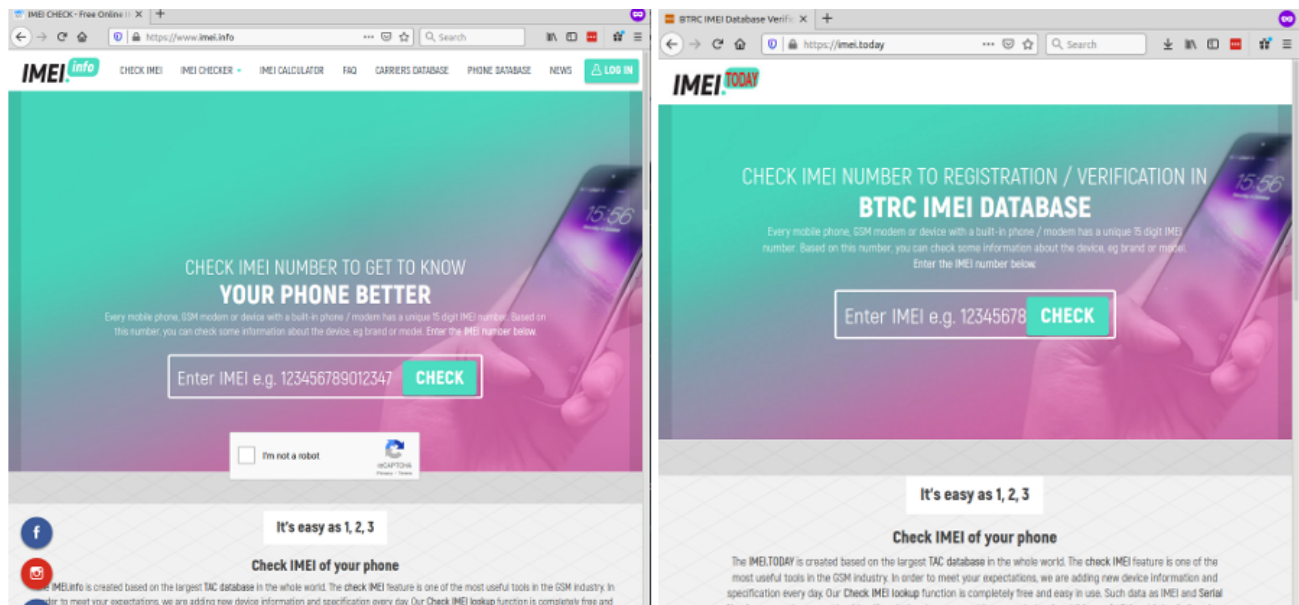 IMEI CHECK - Free Online
https://www.imei.info
Search
IMEI.info
CHECK IMEI
IMEI CHECKER
IMEI CALCULATOR
FAQ
CARRIERS DATABASE
PHONE DATABASE
NEWS
LOG IN
15:56
CHECK IMEI NUMBER TO GET TO KNOW
YOUR PHONE BETTER
Every mobile phone, GSM modem or device with a built-in phone / modem has a unique 15 digit IMEI number. Based on
this number, you can check some information about the device, eg brand or model. Enter the IMEI number below.
Enter IMEI e.g. 123456789012347
CHECK
I'm not a robot
reCAPTCHA
Privacy - Terms
It's easy as 1, 2, 3
Check IMEI of your phone
IMEI.info is created based on the largest TAC database in the whole world. The check IMEI feature is one of the most useful tools in the GSM industry. In
order to meet your expectations, we are adding new device information and specification every day. Our Check IMEI lookup function is completely free and
BTRC IMEI Database Verific
https://imei.today
Search
IMEI.TODAY
15:56
CHECK IMEI NUMBER TO REGISTRATION / VERIFICATION IN
BTRC IMEI DATABASE
Every mobile phone, GSM modem or device with a built-in phone / modem has a unique 15 digit IMEI
number. Based on this number, you can check some information about the device, eg brand or model.
Enter the IMEI number below.
Enter IMEI e.g. 12345678
CHECK
It's easy as 1, 2, 3
Check IMEI of your phone
The IMEI.TODAY is created based on the largest TAC database in the whole world. The check IMEI feature is one of the
most useful tools in the GSM industry. In order to meet your expectations, we are adding new device information and
specification every day. Our Check IMEI lookup function is completely free and easy in use. Such data as IMEI and Serial